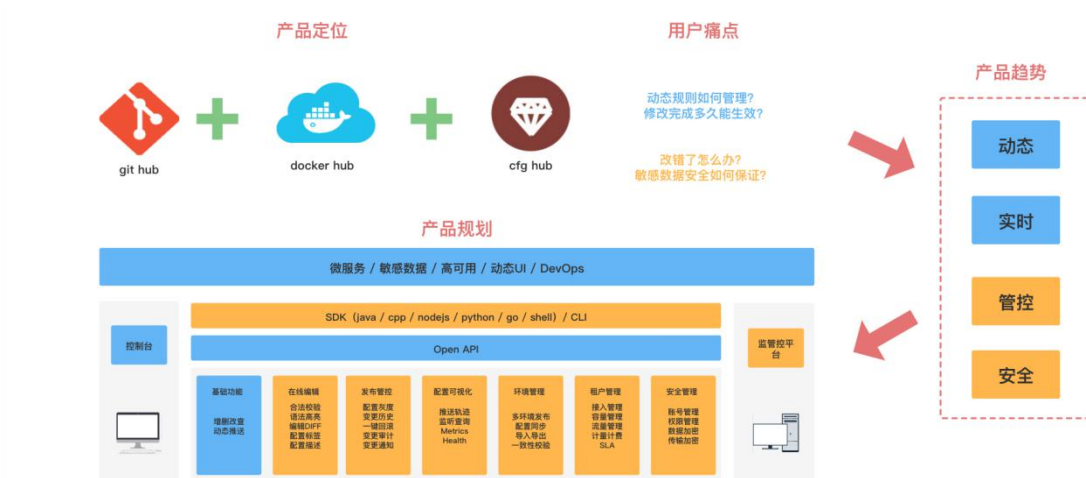 产品定位
git hub
docker hub
cfg hub
用户痛点
动态规则如何管理?
修改完成多久能生效?
改错了怎么办?
敏感数据安全如何保证?
产品趋势
动态
实时
管控
安全
产品规划
微服务 / 敏感数据 / 高可用 / 动态UI / DevOps
控制台
SDK（java / cpp / nodejs / python / go / shell）/ CLI
Open API
监管控平
台
基础功能
增删改查
动态推送
在线编辑
合法校验
语法高亮
编辑DIFF
配置标签
配置描述
发布管控
配置灰度
变更历史
一键回滚
变更审计
变更通知
配置可视化
推送轨迹
监听查询
Metrics
Health
环境管理
多环境发布
配置同步
导入导出
一致性校验
租户管理
接入管理
容量管理
流量管理
计量计费
SLA
安全管理
账号管理
权限管理
数据加密
传输加密